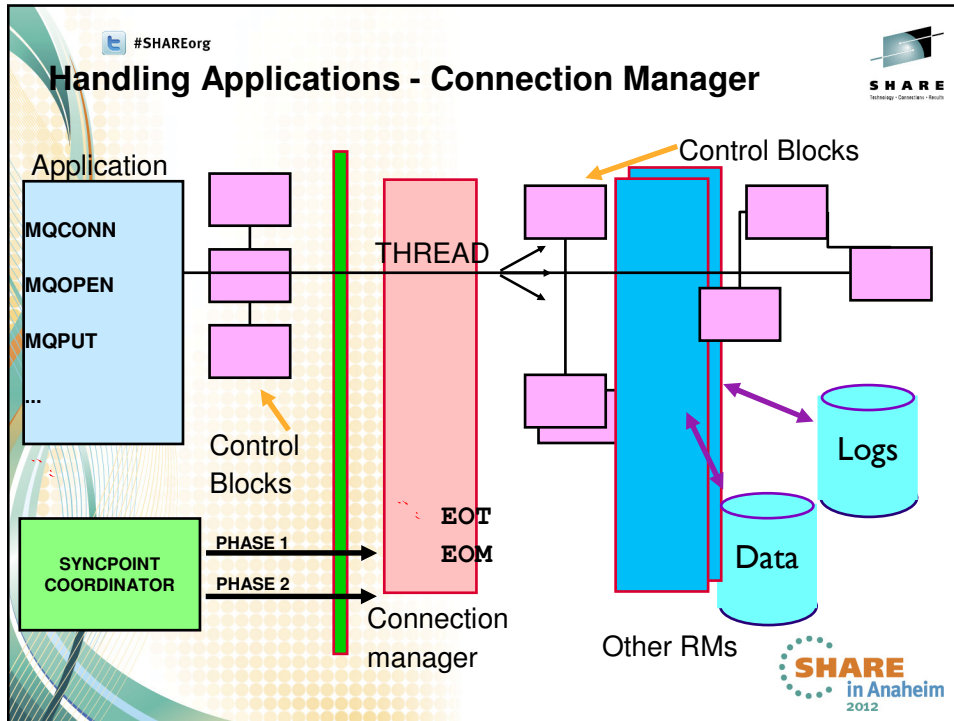 #SHAREorg
Handling Applications - Connection Manager
SHARE
Technology • Connections • Results
Application
Control Blocks
MQCONN
MQOPEN
MQPUT
...
THREAD
Control
Blocks
Logs
Data
EOT
EOM
SYNCPOINT
COORDINATOR
PHASE 1
PHASE 2
Connection
manager
Other RMs
SHARE
in Anaheim
2012